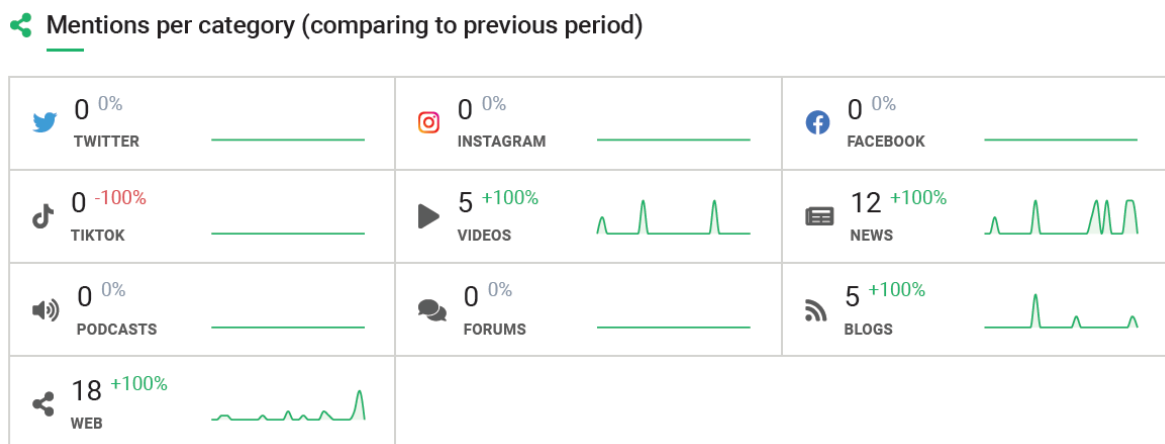 Mentions per category (comparing to previous period)
0 0%
TWITTER
0 0%
INSTAGRAM
0 0%
FACEBOOK
0 -100%
TIKTOK
5 +100%
VIDEOS
12 +100%
NEWS
0 0%
PODCASTS
0 0%
FORUMS
5 +100%
BLOGS
18 +100%
WEB